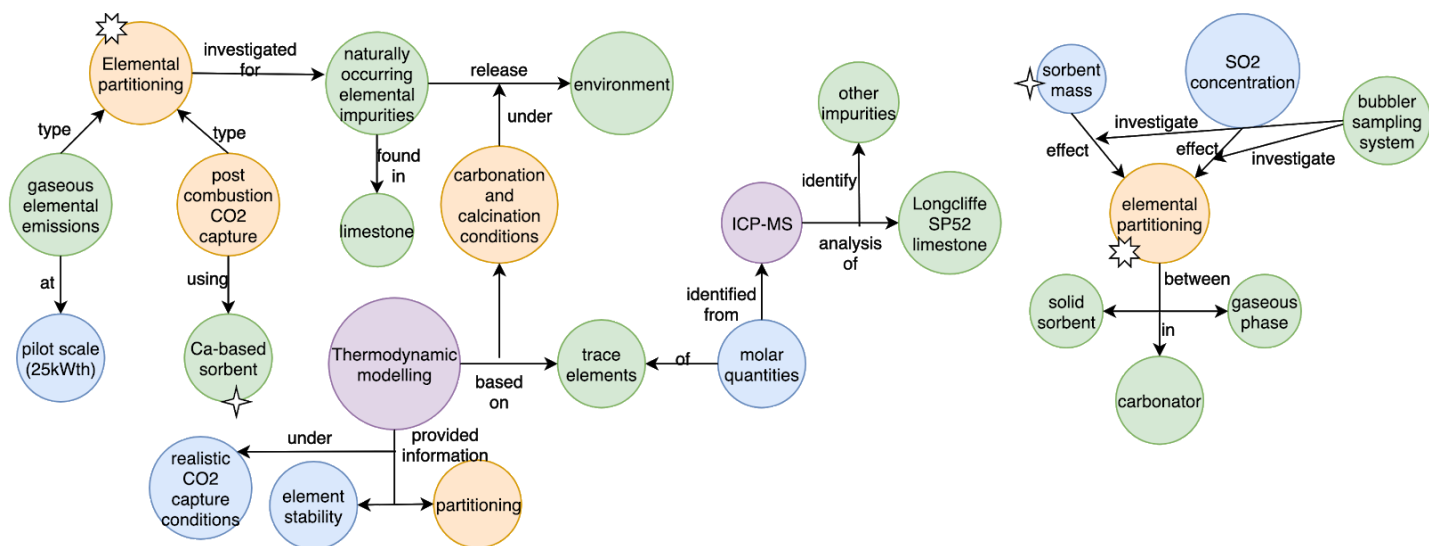 Elemental
partitioning
investigated
for
naturally
occurring
elemental
impurities
release
environment
under
type
type
found
in
gaseous
elemental
emissions
post
combustion
CO2
capture
limestone
carbonation
and
calcination
conditions
at
using
pilot scale
(25kWth)
Ca-based
sorbent
Thermodynamic
modelling
based
on
trace
elements
of
molar
quantities
identified
from
ICP-MS
identify
other
impurities
analysis
of
Longcliffe
SP52
limestone
under
provided
information
realistic
CO2
capture
conditions
element
stability
partitioning
sorbent
mass
SO2
concentration
bubbler
sampling
system
investigate
effect
effect
investigate
elemental
partitioning
between
solid
sorbent
gaseous
phase
in
carbonator